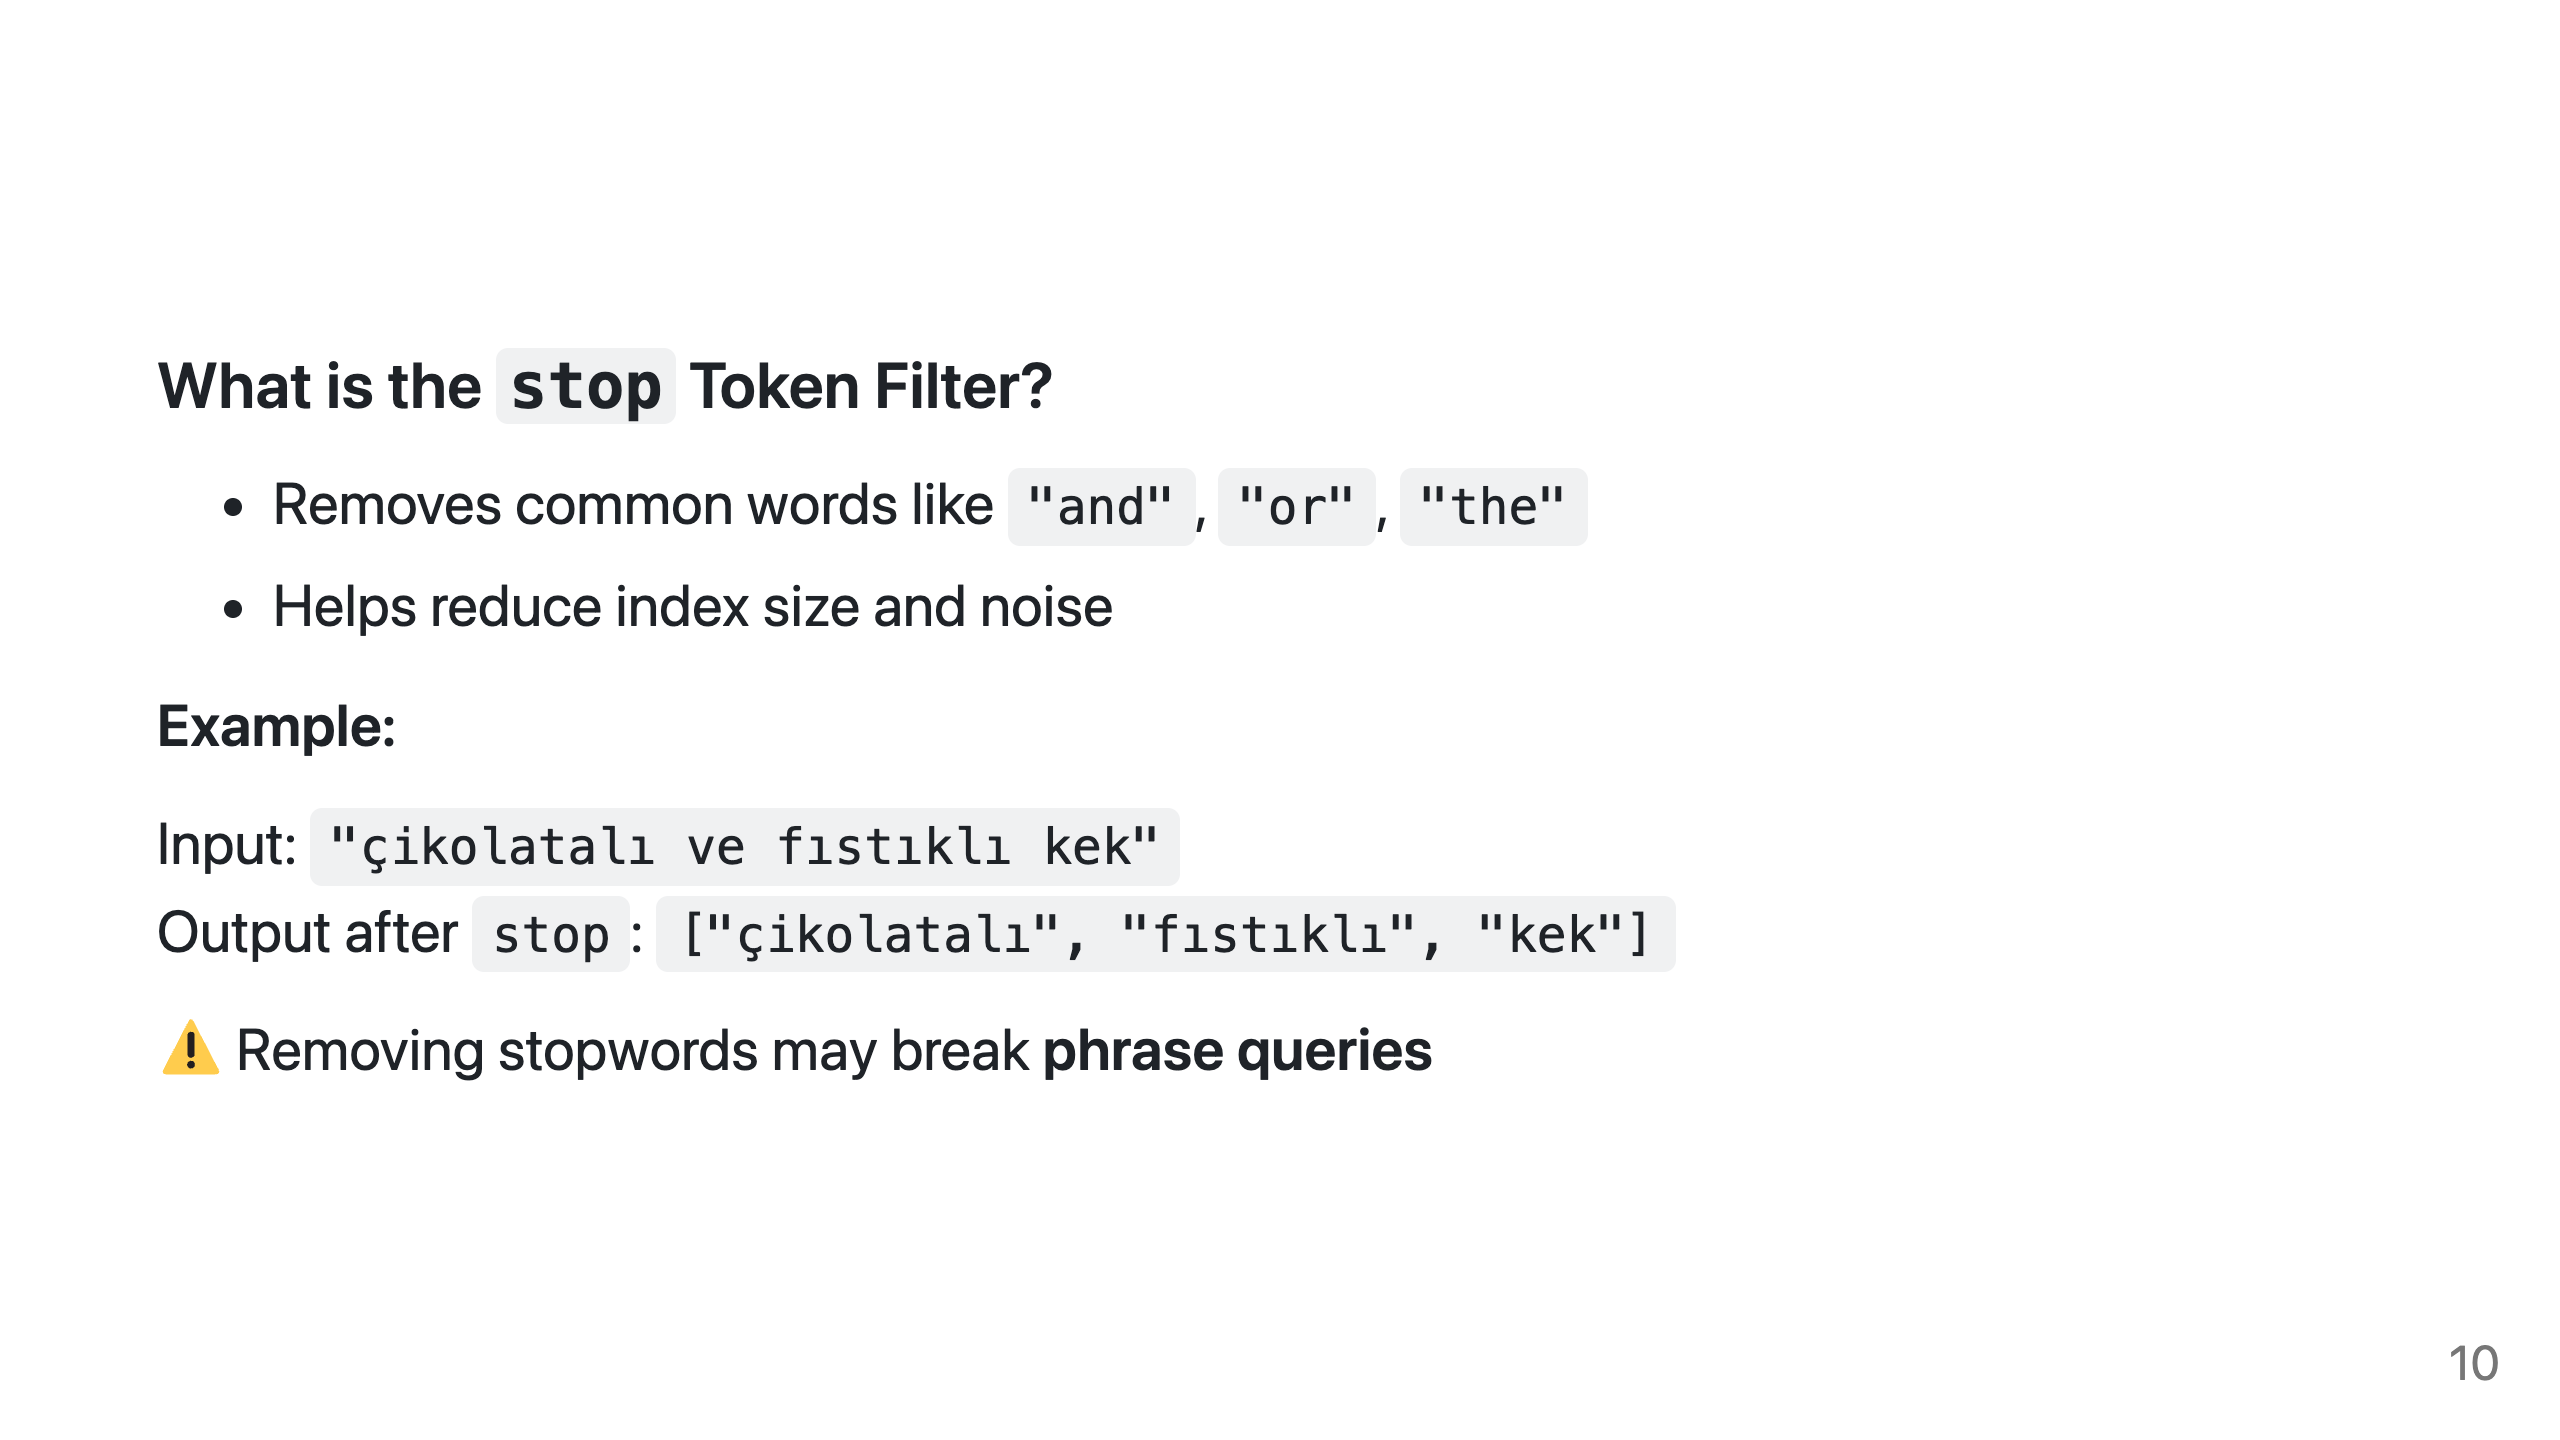 What is the stop Token Filter?
• Removes common words like "and", "or", "the"
• Helps reduce index size and noise
Example:
Input: "çikolatalı ve fıstıklı kek"
Output after stop: ["çikolatalı", "fıstıklı", "kek"]
⚠️ Removing stopwords may break phrase queries
10